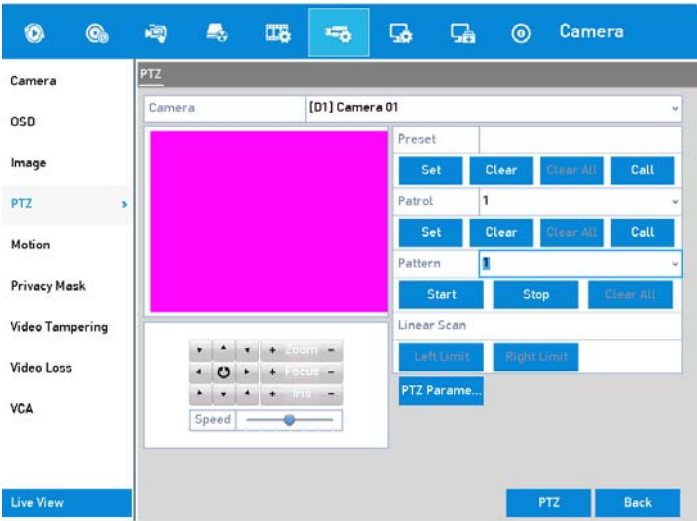 Camera
Camera
OSD
Image
PTZ
Motion
Privacy Mask
Video Tampering
Video Loss
VCA
Live View
PTZ
Camera [D1] Camera 01
Preset
Set Clear Clear All Call
Patrol 1
Set Clear Clear All Call
Pattern 1
Start Stop Clear All
Linear Scan
Left Limit Right Limit
PTZ Parame...
+ Zoom -
+ Focus -
+ Iris -
Speed
PTZ Back